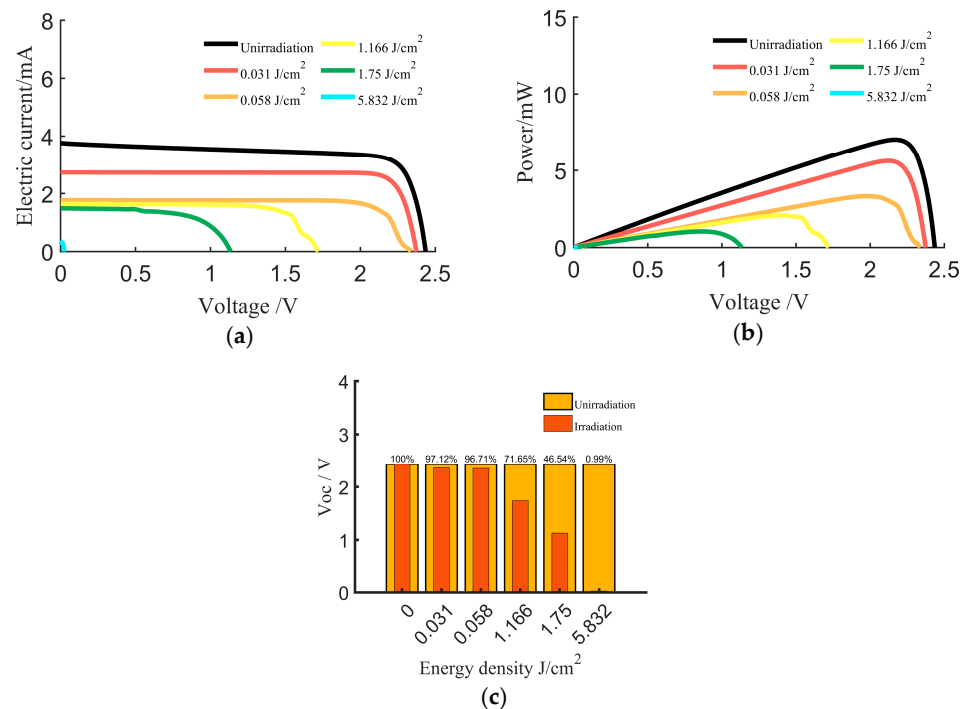 8
6
4
2
0
Electric current/mA
Unirradiation
0.031 J/cm²
0.058 J/cm²
1.166 J/cm²
1.75 J/cm²
5.832 J/cm²
0 0.5 1 1.5 2 2.5
Voltage /V
(a)
15
10
5
0
Power/mW
Unirradiation
0.031 J/cm²
0.058 J/cm²
1.166 J/cm²
1.75 J/cm²
5.832 J/cm²
0 0.5 1 1.5 2 2.5
Voltage /V
(b)
4
3
2
1
0
Voc / V
Unirradiation
Irradiation
100% 97.12% 96.71% 71.65% 46.54% 0.99%
0 0.031 0.058 1.166 1.75 5.832
Energy density J/cm²
(c)